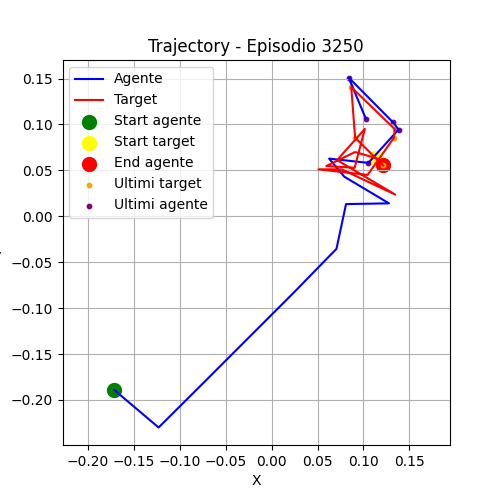 Trajectory - Episodio 3250
Agente
Target
Start agente
Start target
End agente
Ultimi target
Ultimi agente
0.15
0.10
0.05
0.00
−0.05
−0.10
−0.15
−0.20
−0.20 −0.15 −0.10 −0.05 0.00 0.05 0.10 0.15
X